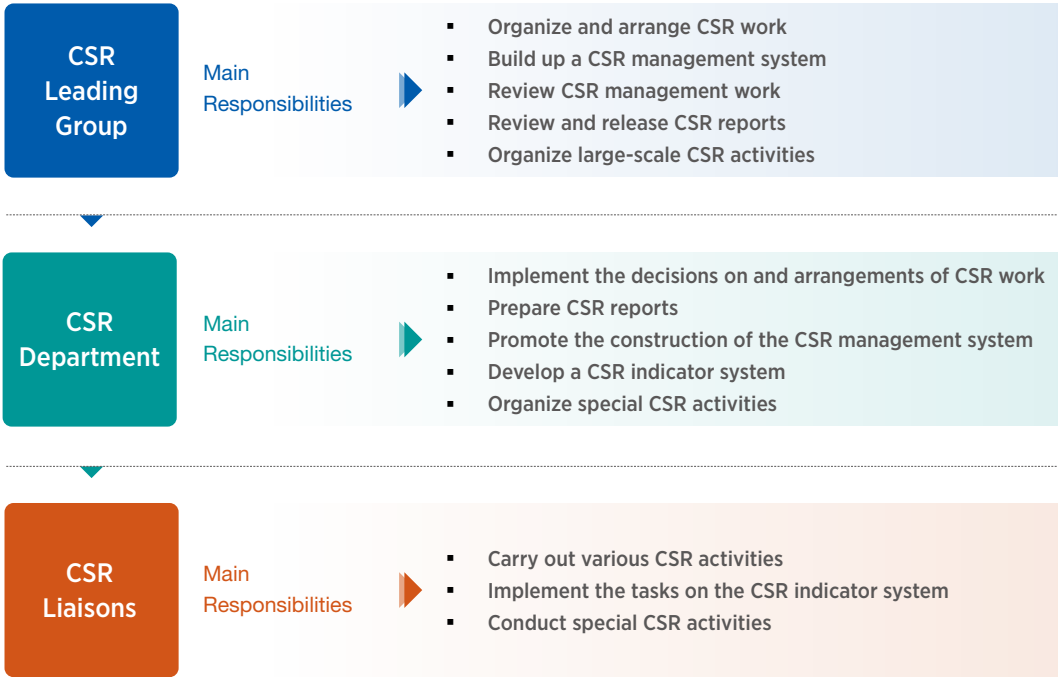 CSR
Leading
Group
Main
Responsibilities
▪ Organize and arrange CSR work
▪ Build up a CSR management system
▪ Review CSR management work
▪ Review and release CSR reports
▪ Organize large-scale CSR activities
CSR
Department
Main
Responsibilities
▪ Implement the decisions on and arrangements of CSR work
▪ Prepare CSR reports
▪ Promote the construction of the CSR management system
▪ Develop a CSR indicator system
▪ Organize special CSR activities
CSR
Liaisons
Main
Responsibilities
▪ Carry out various CSR activities
▪ Implement the tasks on the CSR indicator system
▪ Conduct special CSR activities